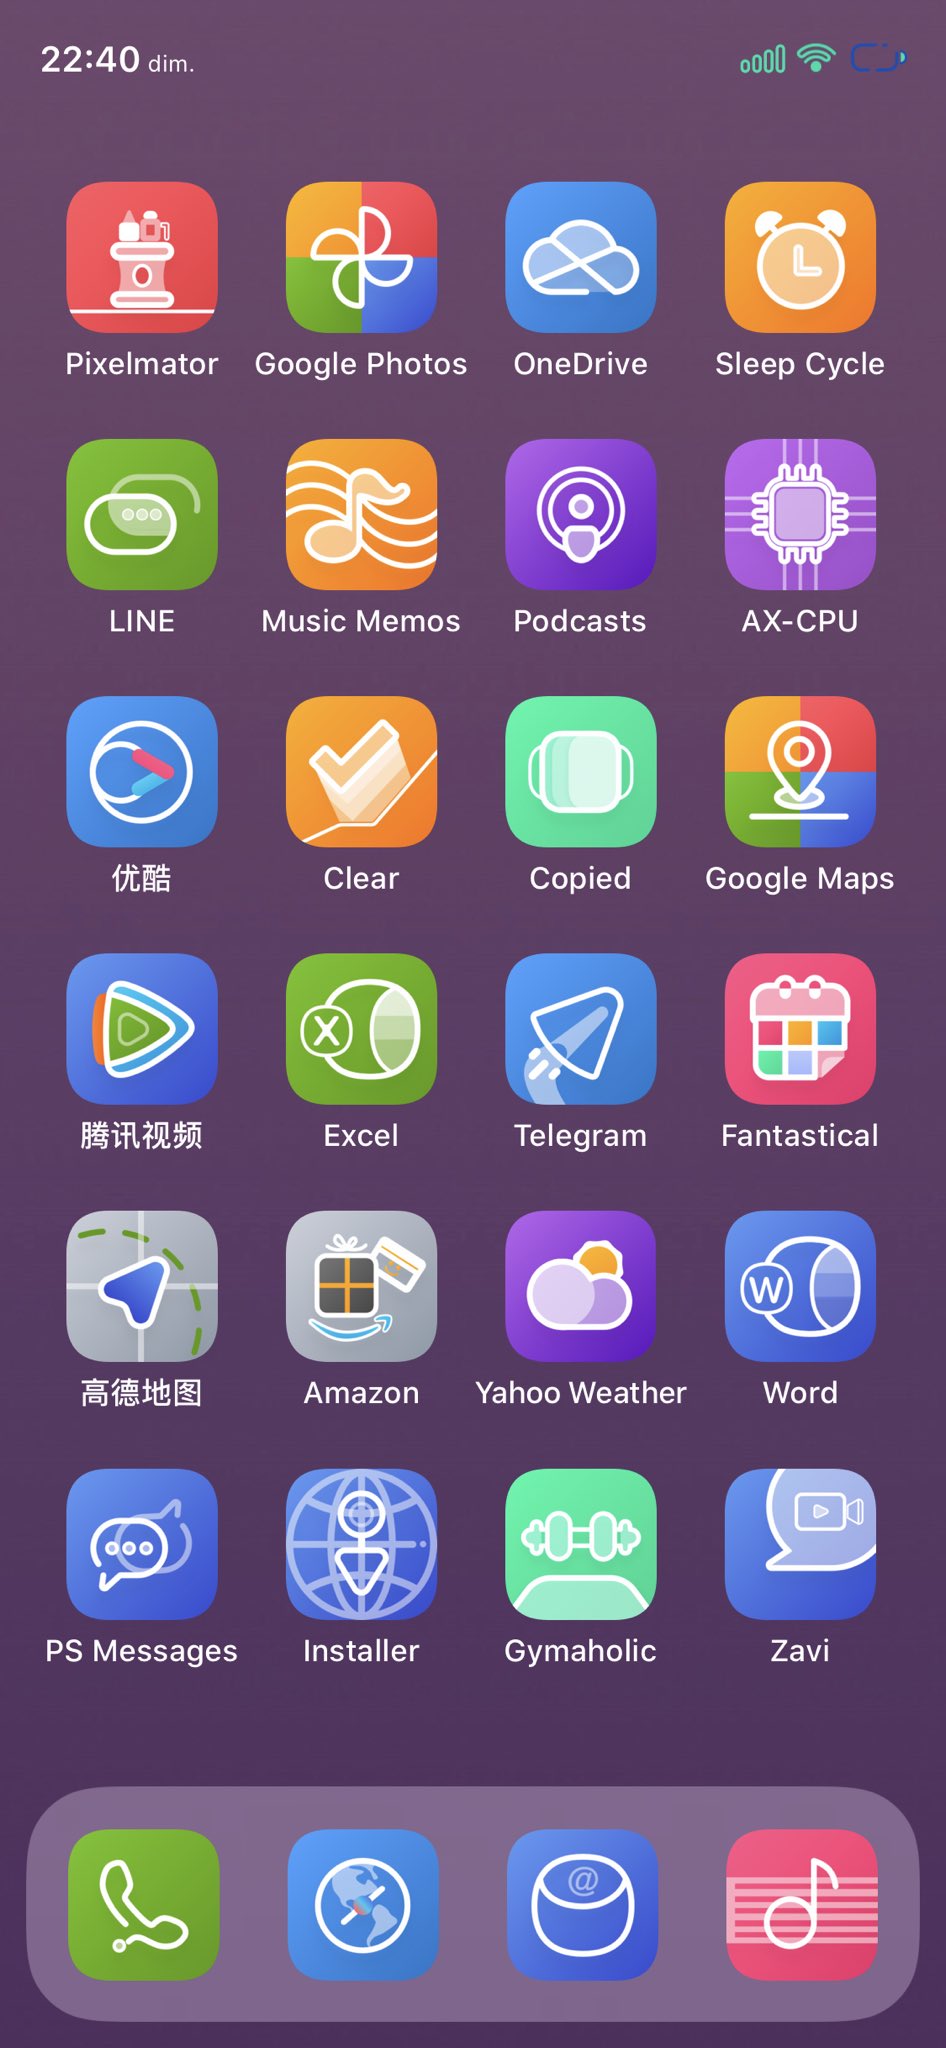 22:40 dim.
Pixelmator
Google Photos
OneDrive
Sleep Cycle
LINE
Music Memos
Podcasts
AX-CPU
优酷
Clear
Copied
Google Maps
腾讯视频
X
Excel
Telegram
Fantastical
高德地图
Amazon
Yahoo Weather
W
Word
PS Messages
Installer
Gymaholic
Zavi
@